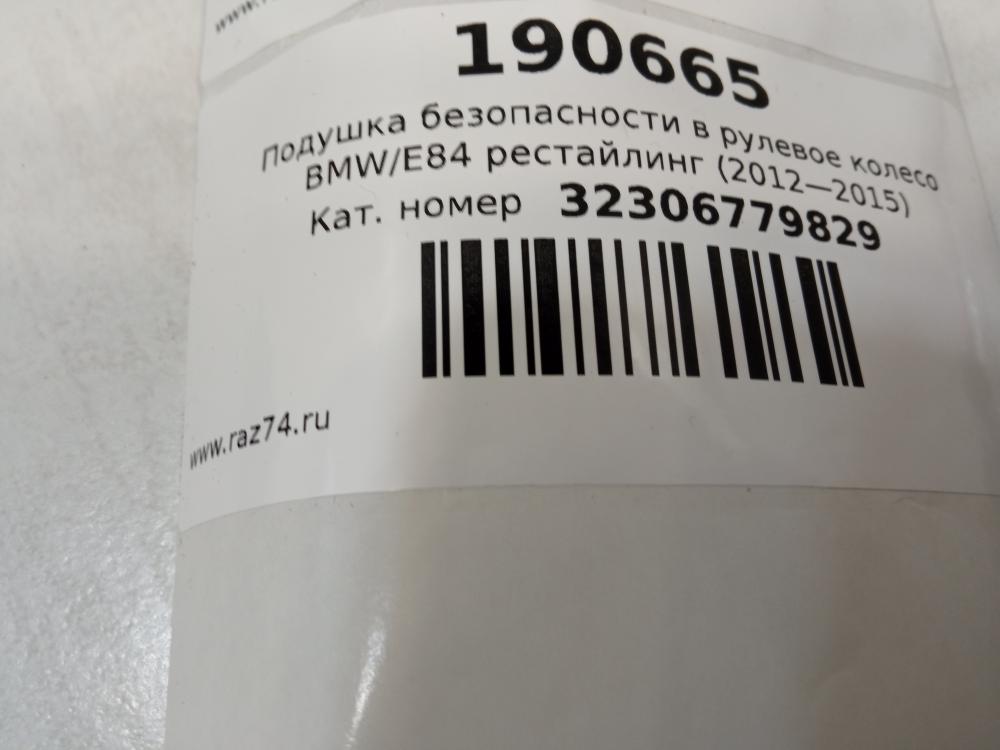 190665
Подушка безопасности в рулевое колесо
BMW/E84 рестайлинг (2012—2015)
Кат. номер 32306779829
www.raz74.ru